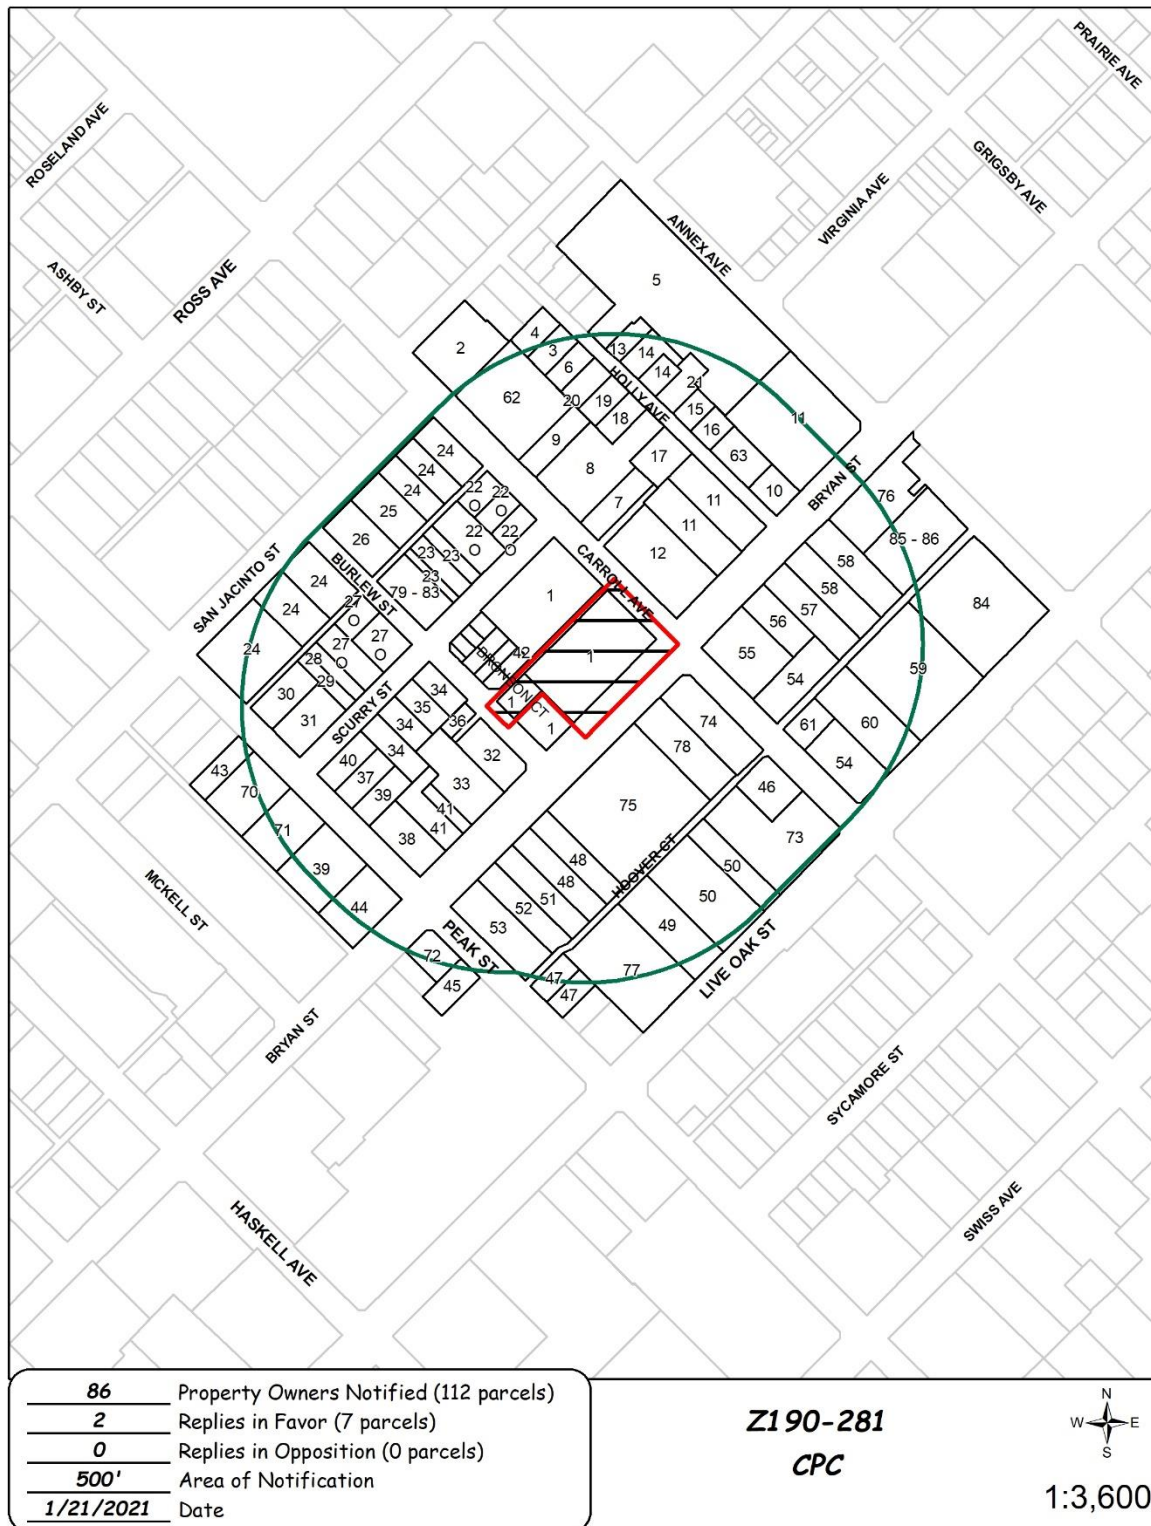 PRAIRIE AVE
ROSELAND AVE
GRIGSBY AVE
VIRGINIA AVE
ANNEX AVE
ASHBY ST
ROSS AVE
5
4
2
3
13
14
6
14
HOLLY AVE
21
62
20
19
15
18
16
11
9
63
24
17
8
24
BRYAN ST
10
22
22
24
11
76
25
7
22
22
11
85 - 86
26
23
23
12
58
SAN JACINTO ST
BURLEW ST
24
23
CARROLL AVE
58
79 - 83
1
84
27
24
57
27
56
27
42
1
55
59
24
28
BRONSON CT
29
54
30
34
1
SCURRY ST
35
74
31
34
36
1
61
60
34
32
78
40
54
43
37
33
46
70
39
75
41
73
71
41
38
48
HOOVER CT
39
48
50
51
50
44
52
MCKELL ST
53
49
PEAK ST
72
77
47
45
47
LIVE OAK ST
BRYAN ST
SYCAMORE ST
SWISS AVE
HASKELL AVE
86 Property Owners Notified (112 parcels)
2 Replies in Favor (7 parcels)
0 Replies in Opposition (0 parcels)
500' Area of Notification
1/21/2021 Date
Z190-281
CPC
N
W E
S
1:3,600